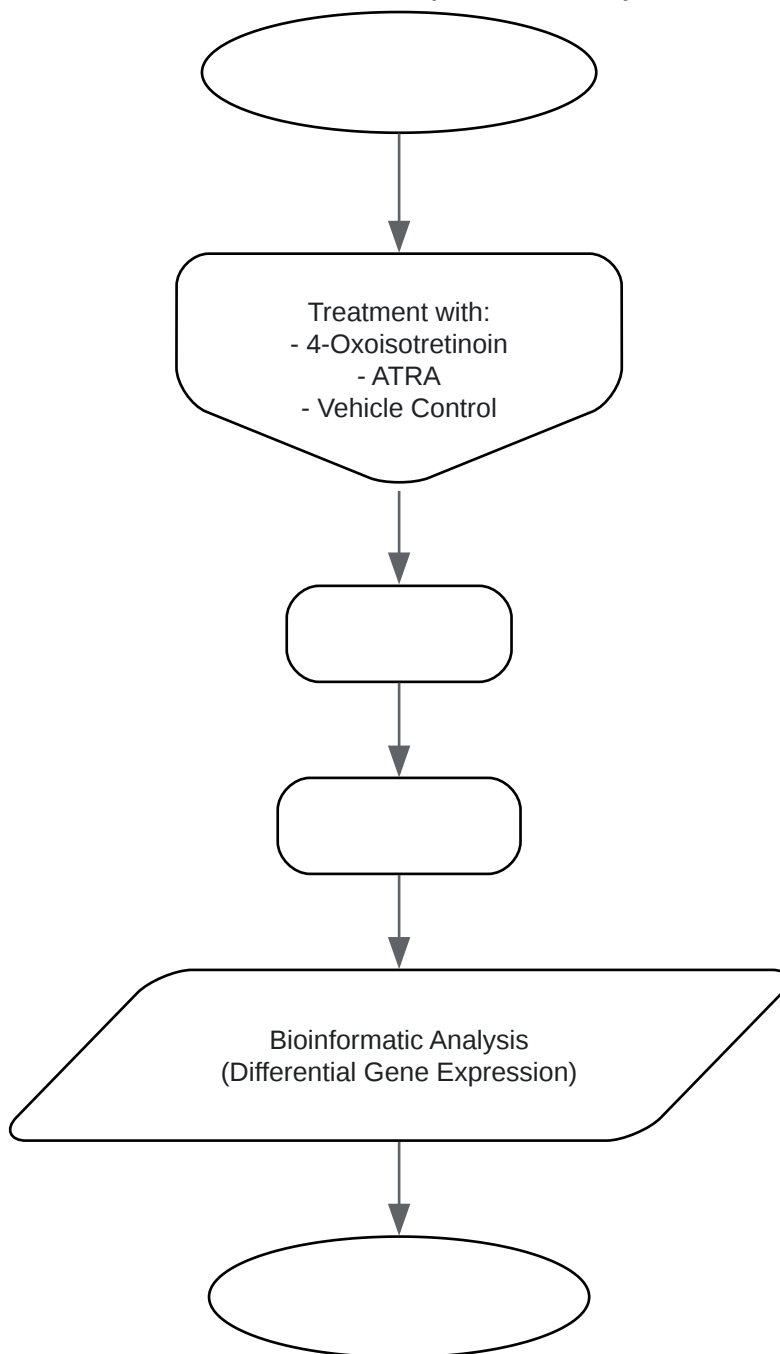 Treatment with:
- 4-Oxoisotretinoin
- ATRA
- Vehicle Control
Bioinformatic Analysis
(Differential Gene Expression)